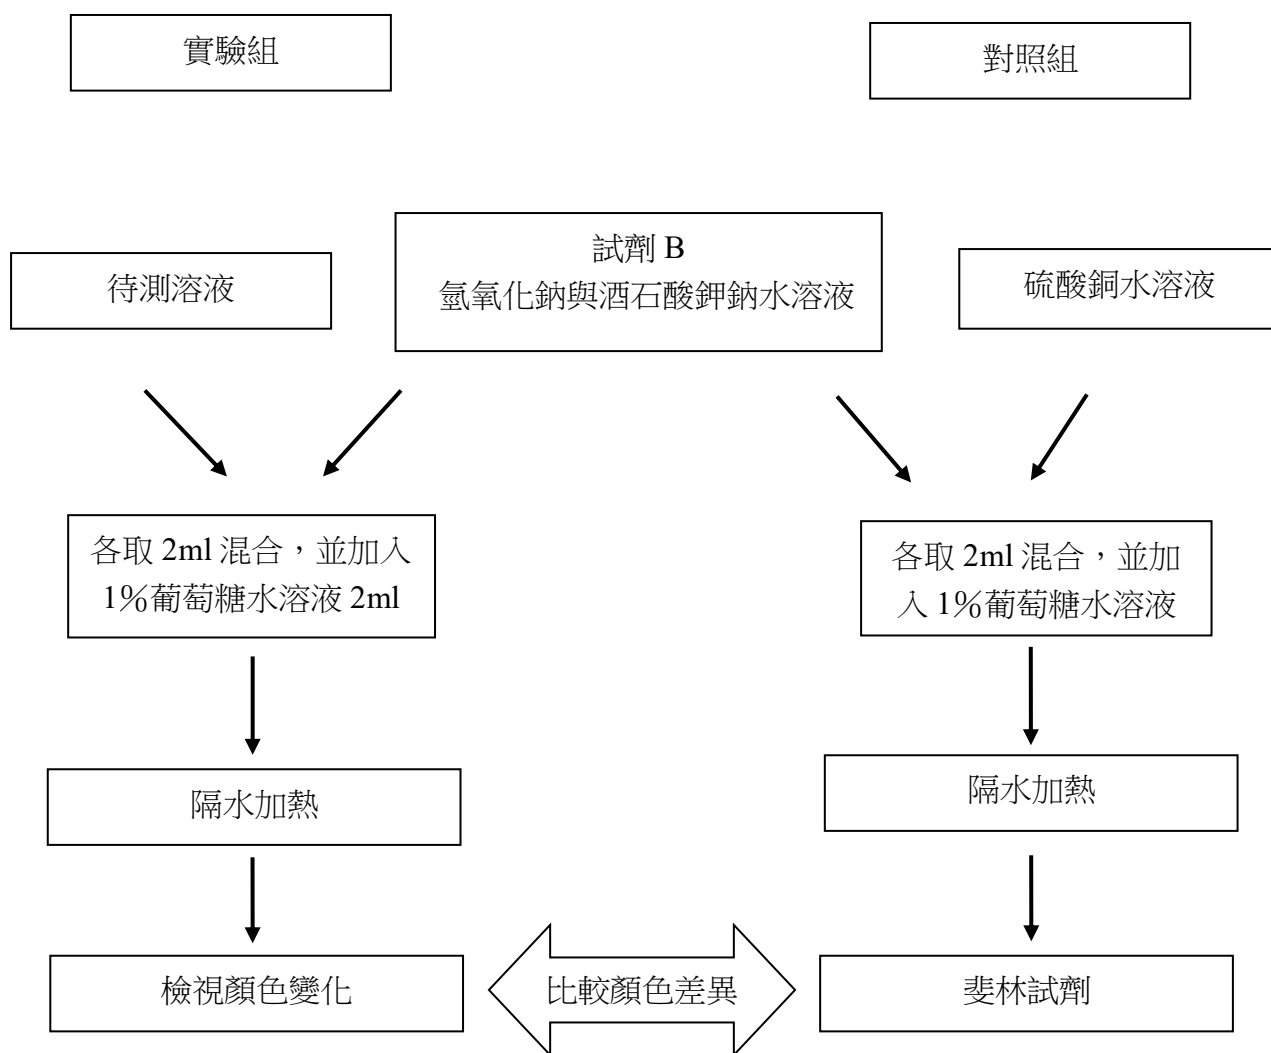 實驗組
對照組
試劑 B
氫氧化鈉與酒石酸鉀鈉水溶液
待測溶液
硫酸銅水溶液
各取 2ml 混合，並加入
1%葡萄糖水溶液 2ml
各取 2ml 混合，並加
入 1%葡萄糖水溶液
隔水加熱
隔水加熱
檢視顏色變化
比較顏色差異
斐林試劑